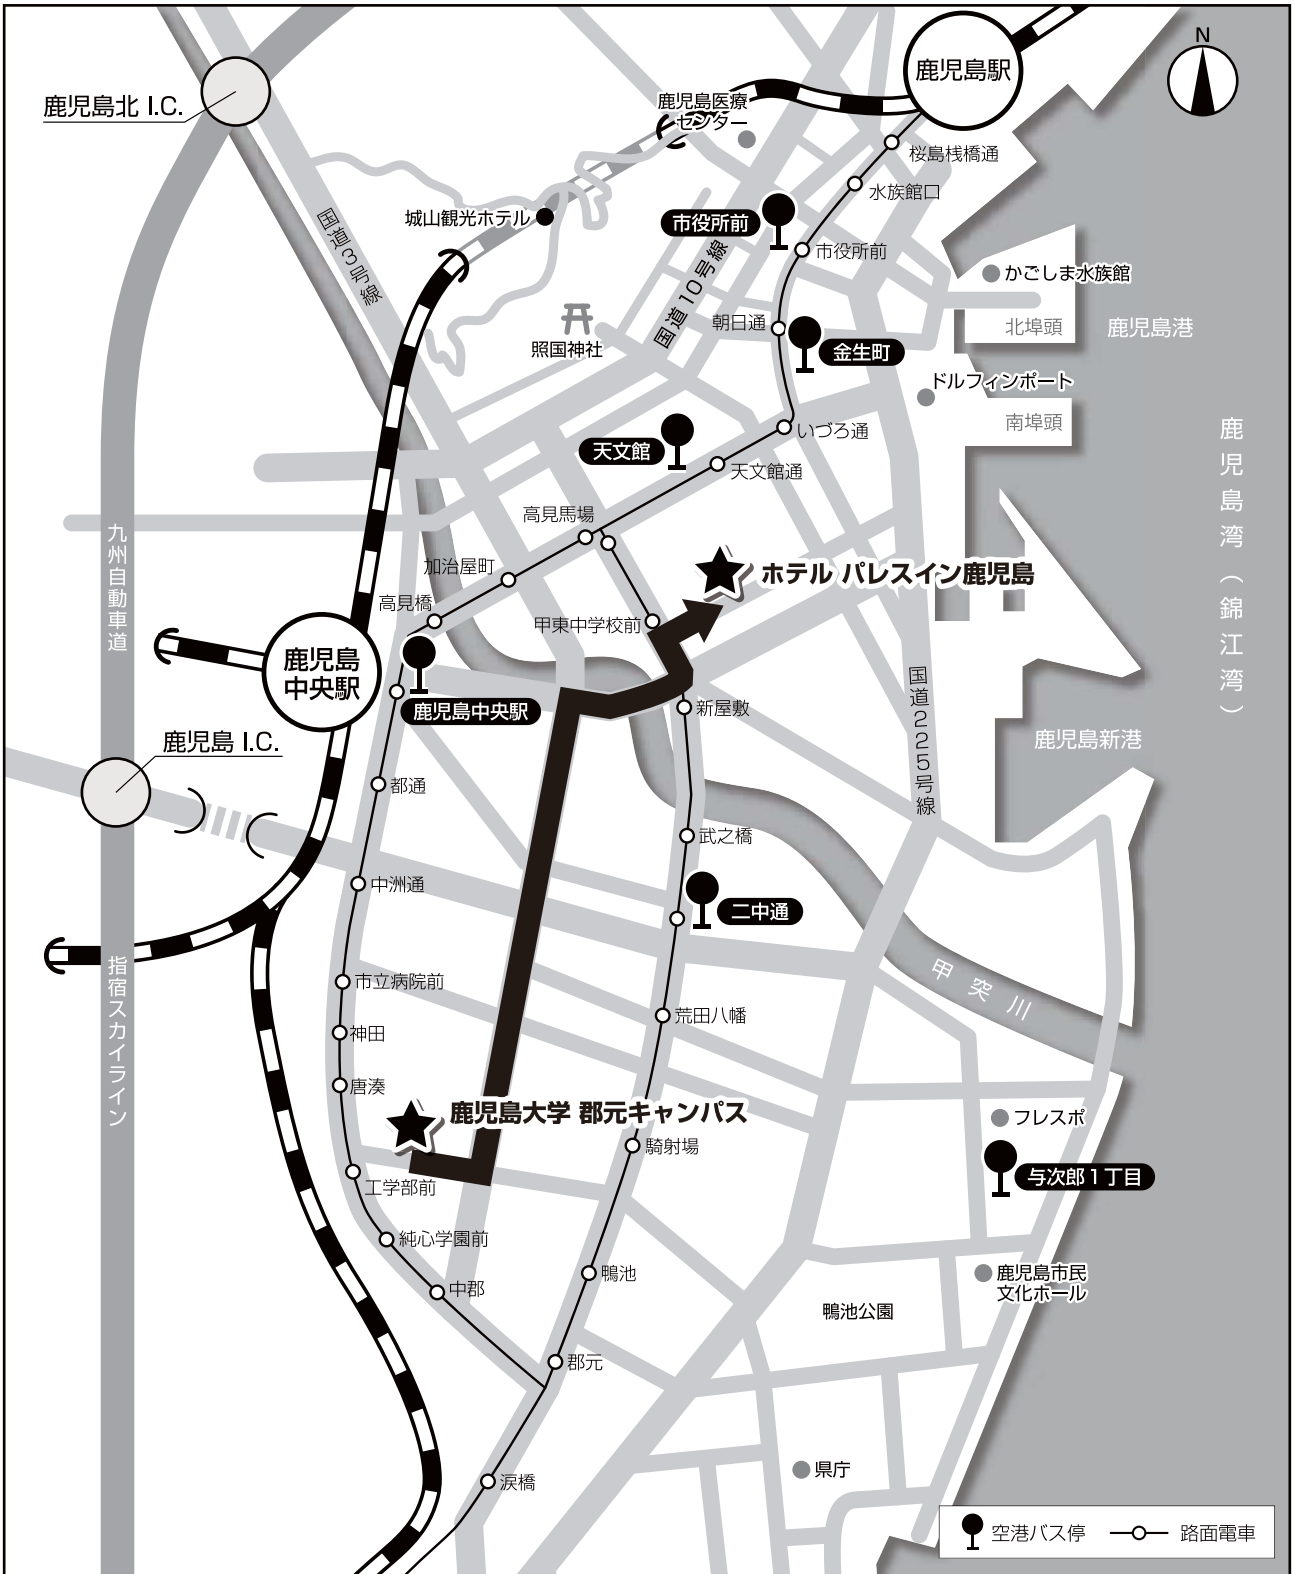 N
鹿児島駅
鹿児島北 I.C.
鹿児島医療
センター
桜島桟橋通
水族館口
城山観光ホテル
市役所前
市役所前
国道3号線
国道10号線
かごしま水族館
北埠頭
鹿児島港
朝日通
金生町
照国神社
ドルフィンポート
南埠頭
いづろ通
天文館
天文館通
鹿児島湾(錦江湾)
高見馬場
加治屋町
ホテル パレスイン鹿児島
高見橋
甲東中学校前
九州自動車道
鹿児島
中央駅
鹿児島中央駅
新屋敷
国道225号線
鹿児島新港
鹿児島 I.C.
都通
武之橋
中洲通
二中通
市立病院前
甲突川
荒田八幡
神田
指宿スカイライン
唐湊
鹿児島大学 郡元キャンパス
フレスポ
騎射場
与次郎1丁目
工学部前
純心学園前
鴨池
鹿児島市民
文化ホール
中郡
鴨池公園
郡元
県庁
涙橋
空港バス停
路面電車